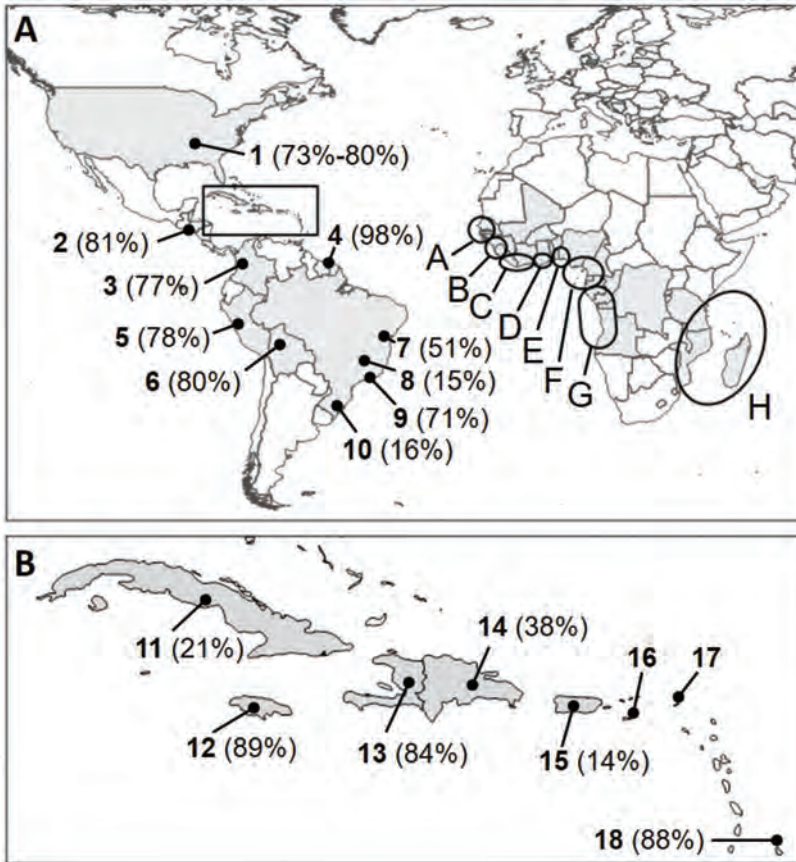 A
1 (73%-80%)
2 (81%)
4 (98%)
3 (77%)
5 (78%)
7 (51%)
6 (80%)
8 (15%)
9 (71%)
10 (16%)
A
B
C
D
E
F
G
H
B
11 (21%)
14 (38%)
16
17
12 (89%)
13 (84%)
15 (14%)
18 (88%)